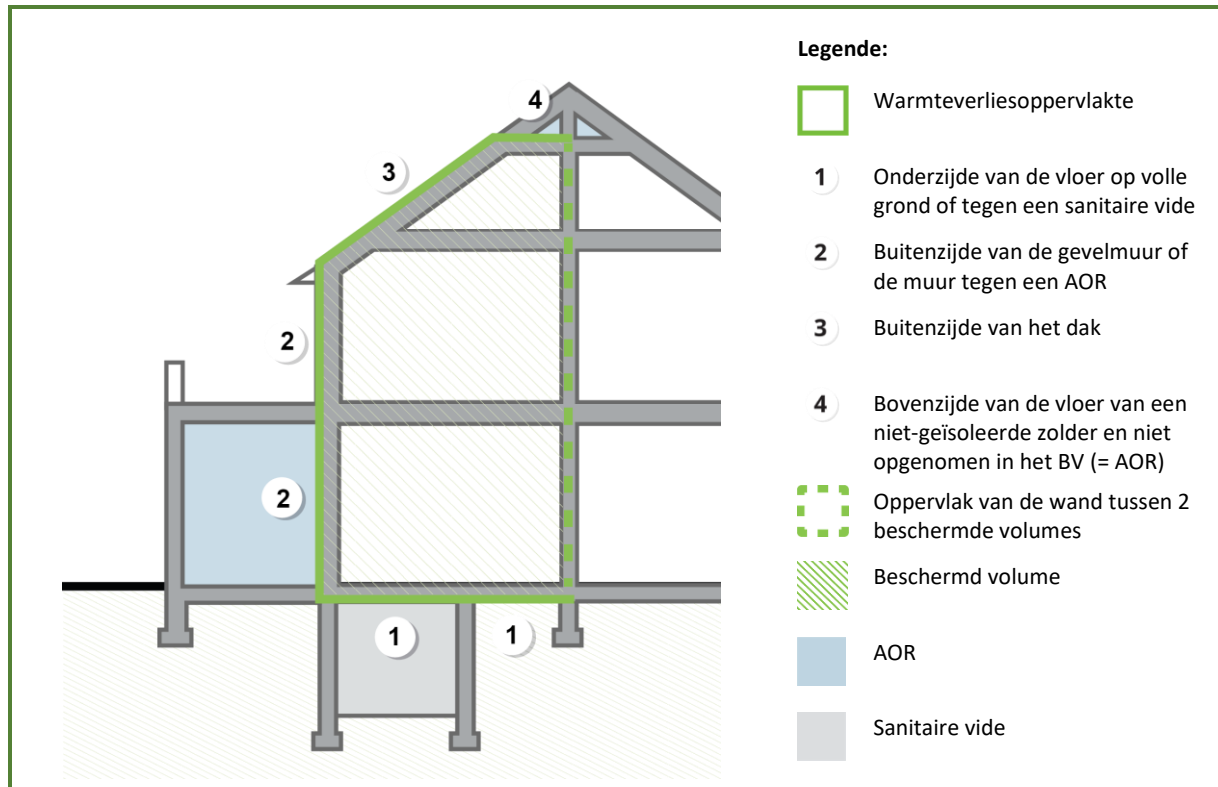 Legende:
Warmteverliesoppervlakte
1 Onderzijde van de vloer op volle
grond of tegen een sanitaire vide
2 Buitenzijde van de gevelmuur of
de muur tegen een AOR
3 Buitenzijde van het dak
4 Bovenzijde van de vloer van een
niet-geïsoleerde zolder en niet
opgenomen in het BV (= AOR)
Oppervlak van de wand tussen 2
beschermde volumes
Beschermd volume
AOR
Sanitaire vide
4
3
2
2
1 1